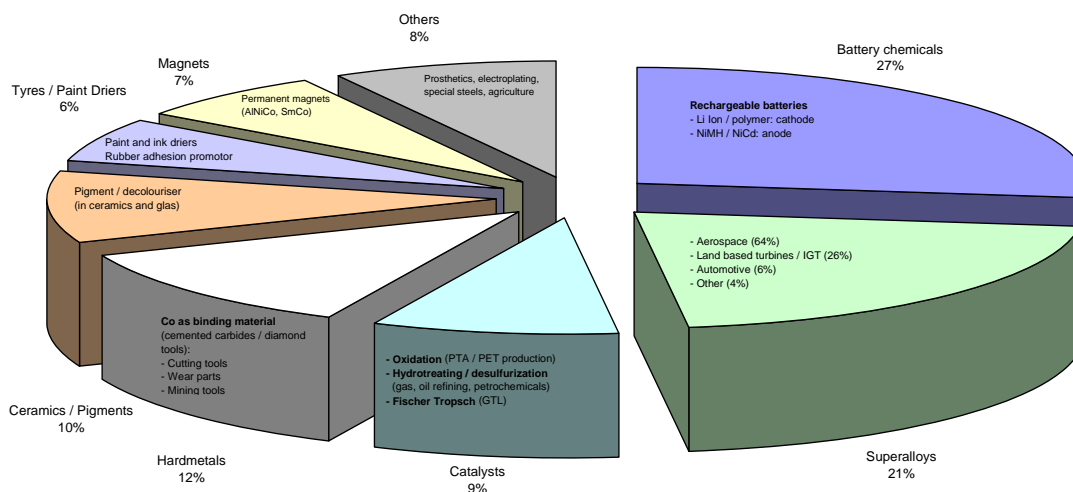 Others
8%
Battery chemicals
27%
Magnets
7%
Tyres / Paint Driers
6%
Prosthetics, electroplating,
special steels, agriculture
Permanent magnets
(AlNiCo, SmCo)
Paint and ink driers
Rubber adhesion promotor
Pigment / decolouriser
(in ceramics and glas)
Rechargeable batteries
- Li Ion / polymer: cathode
- NiMH / NiCd: anode
- Aerospace (64%)
- Land based turbines / IGT (26%)
- Automotive (6%)
- Other (4%)
Co as binding material
(cemented carbides / diamond
tools):
- Cutting tools
- Wear parts
- Mining tools
- Oxidation (PTA / PET production)
- Hydrotreating / desulfurization
(gas, oil refining, petrochemicals)
- Fischer Tropsch (GTL)
Ceramics / Pigments
10%
Hardmetals
12%
Catalysts
9%
Superalloys
21%